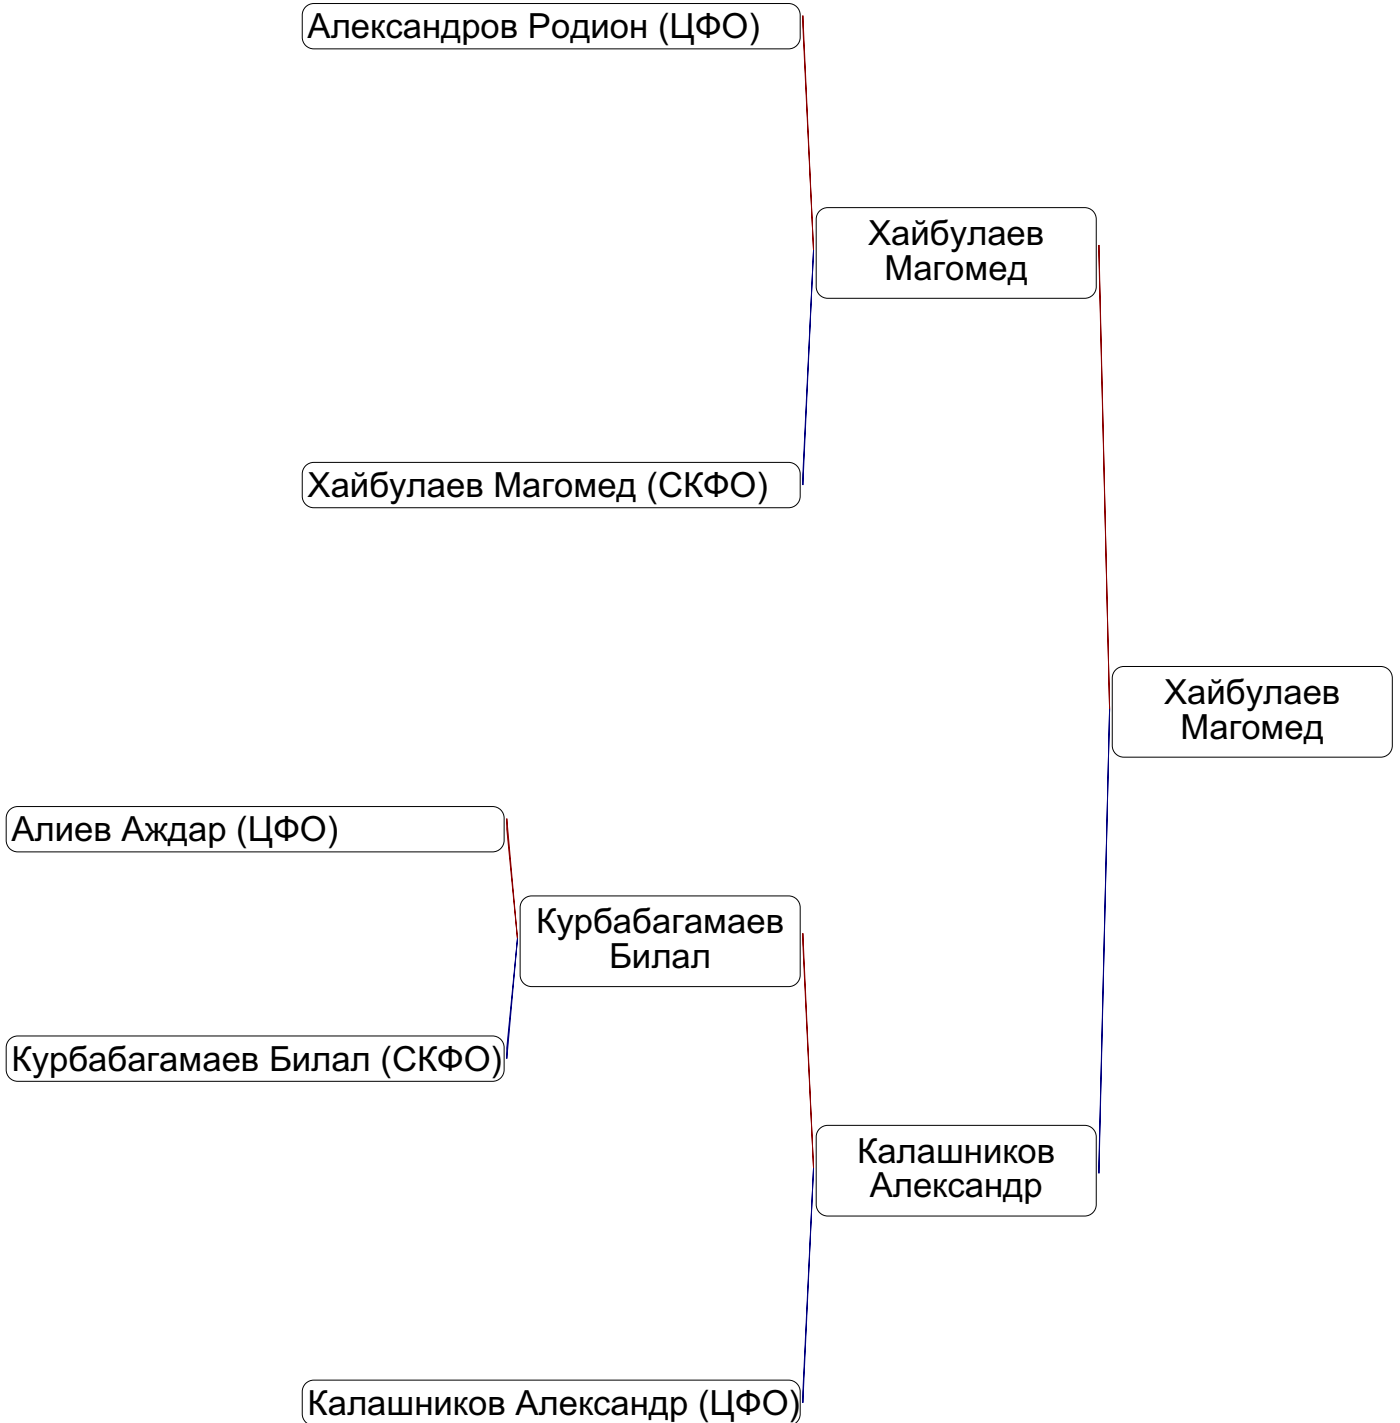 Александров Родион (ЦФО)
Хайбулаев
Магомед
Хайбулаев Магомед (СКФО)
Хайбулаев
Магомед
Алиев Аждар (ЦФО)
Курбабагамаев
Билал
Курбабагамаев Билал (СКФО)
Калашников
Александр
Калашников Александр (ЦФО)